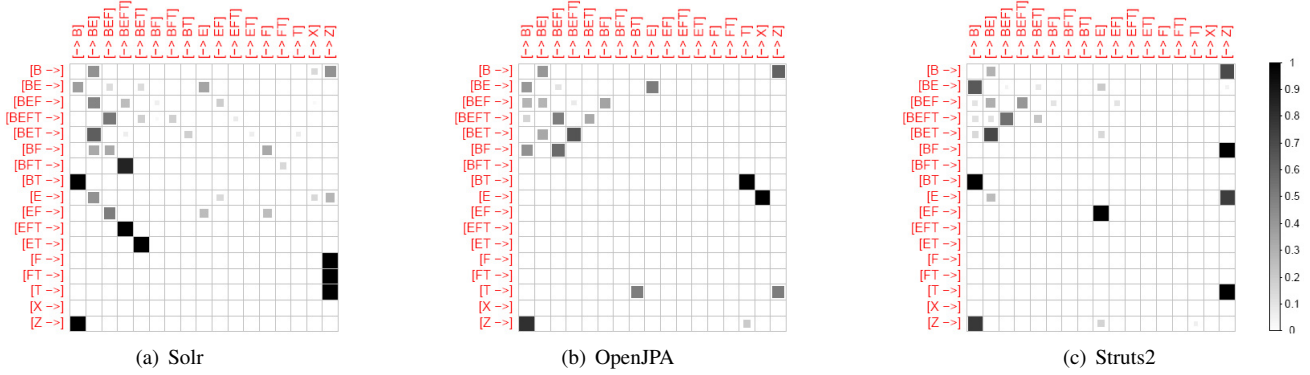 [-> B] [-> BE] [-> BEF] [-> BEFT] [-> BET] [-> BF] [-> BFT] [-> BT] [-> E] [-> EF] [-> EFT] [-> ET] [-> F] [-> FT] [-> T] [-> X] [-> Z]
[B ->]
[BE ->]
[BEF ->]
[BEFT ->]
[BET ->]
[BF ->]
[BFT ->]
[BT ->]
[E ->]
[EF ->]
[EFT ->]
[ET ->]
[F ->]
[FT ->]
[T ->]
[X ->]
[Z ->]
(a) Solr
[-> B] [-> BE] [-> BEF] [-> BEFT] [-> BET] [-> BF] [-> BFT] [-> BT] [-> E] [-> EF] [-> EFT] [-> ET] [-> F] [-> FT] [-> T] [-> X] [-> Z]
[B ->]
[BE ->]
[BEF ->]
[BEFT ->]
[BET ->]
[BF ->]
[BFT ->]
[BT ->]
[E ->]
[EF ->]
[EFT ->]
[ET ->]
[F ->]
[FT ->]
[T ->]
[X ->]
[Z ->]
(b) OpenJPA
[-> B] [-> BE] [-> BEF] [-> BEFT] [-> BET] [-> BF] [-> BFT] [-> BT] [-> E] [-> EF] [-> EFT] [-> ET] [-> F] [-> FT] [-> T] [-> X] [-> Z]
[B ->]
[BE ->]
[BEF ->]
[BEFT ->]
[BET ->]
[BF ->]
[BFT ->]
[BT ->]
[E ->]
[EF ->]
[EFT ->]
[ET ->]
[F ->]
[FT ->]
[T ->]
[X ->]
[Z ->]
(c) Struts2
1
0.9
0.8
0.7
0.6
0.5
0.4
0.3
0.2
0.1
0